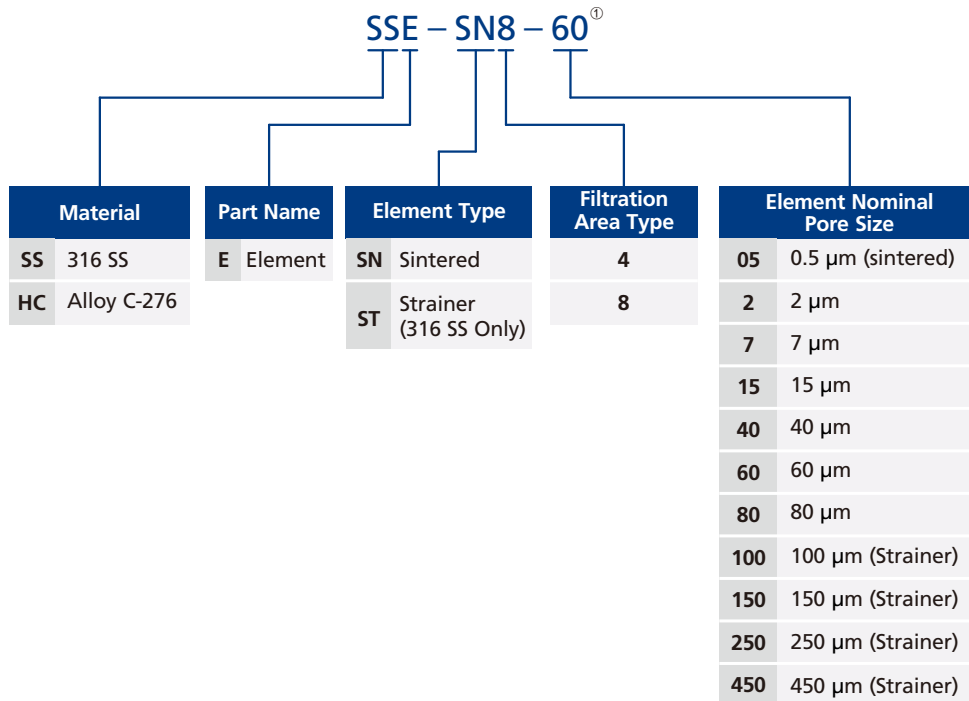 SSE – SN8 – 60①
Material
SS 316 SS
HC Alloy C-276
Part Name
E Element
Element Type
SN Sintered
ST Strainer
(316 SS Only)
Filtration
Area Type
4
8
Element Nominal
Pore Size
05 0.5 µm (sintered)
2 2 µm
7 7 µm
15 15 µm
40 40 µm
60 60 µm
80 80 µm
100 100 µm (Strainer)
150 150 µm (Strainer)
250 250 µm (Strainer)
450 450 µm (Strainer)